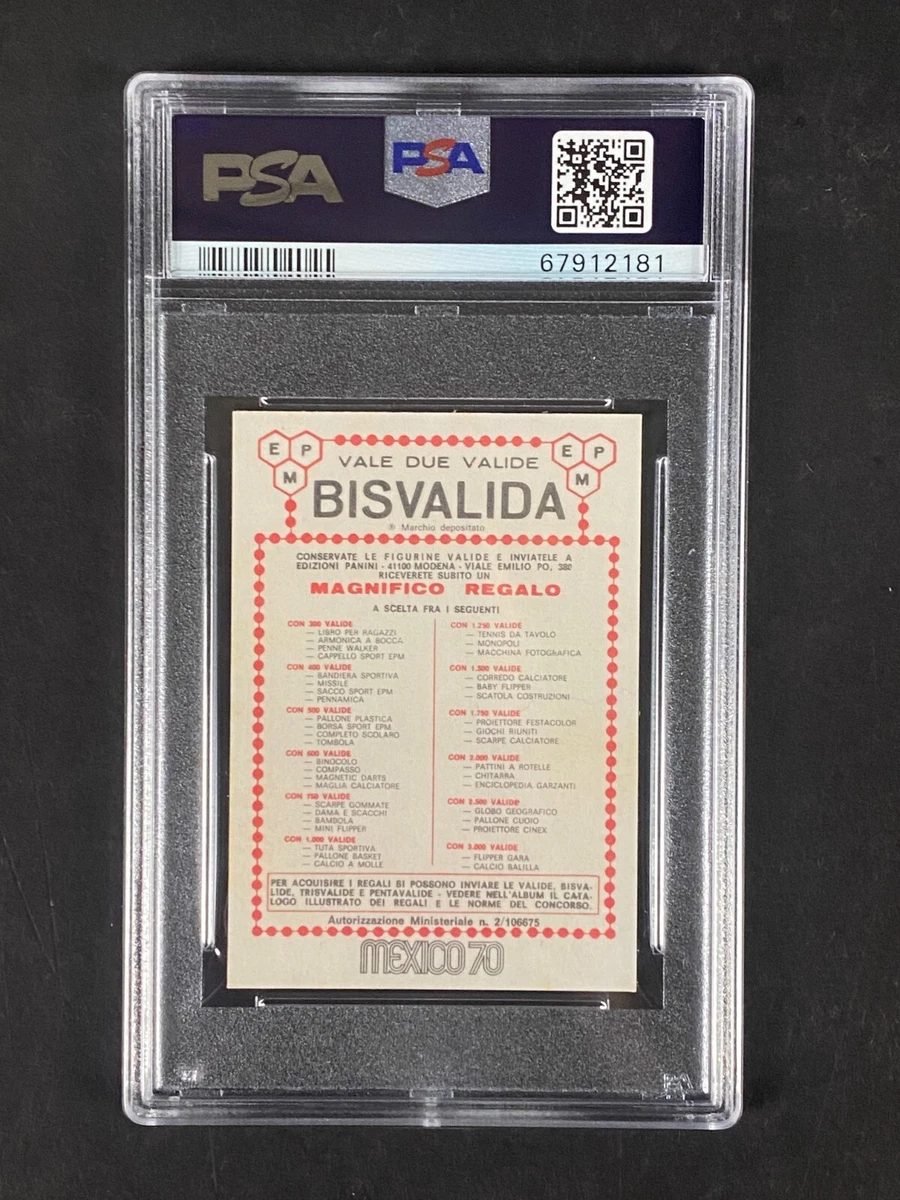 PSA
PSA
67912181
E P
M
E P
M
VALE DUE VALIDE
BISVALIDA
® Marchio depositato
CONSERVATE LE FIGURINE VALIDE E INVIATELE A
EDIZIONI PANINI - 41100 MODENA - VIALE EMILIO PO, 380
RICEVERETE SUBITO UN
MAGNIFICO REGALO
A SCELTA FRA I SEGUENTI
CON 300 VALIDE
— LIBRO PER RAGAZZI
— ARMONICA A BOCCA
— PENNE WALKER
— CAPPELLO SPORT EPM
CON 400 VALIDE
— BANDIERA SPORTIVA
— MISSILE
— SACCO SPORT EPM
— PENNAMICA
CON 500 VALIDE
— PALLONE PLASTICA
— BORSA SPORT EPM
— COMPLETO SCOLARO
— TOMBOLA
CON 600 VALIDE
— BINOCOLO
— COMPASSO
— MAGNETIC DARTS
— MAGLIA CALCIATORE
CON 750 VALIDE
— SCARPE GOMMATE
— DAMA E SCACCHI
— BAMBOLA
— MINI FLIPPER
CON 1.000 VALIDE
— TUTA SPORTIVA
— PALLONE BASKET
— CALCIO A MOLLE
CON 1.250 VALIDE
— TENNIS DA TAVOLO
— MONOPOLI
— MACCHINA FOTOGRAFICA
CON 1.500 VALIDE
— CORREDO CALCIATORE
— BABY FLIPPER
— SCATOLA COSTRUZIONI
CON 1.750 VALIDE
— PROIETTORE FESTACOLOR
— GIOCHI RIUNITI
— SCARPE CALCIATORE
CON 2.000 VALIDE
— PATTINI A ROTELLE
— CHITARRA
— ENCICLOPEDIA GARZANTI
CON 2.500 VALIDE
— GLOBO GEOGRAFICO
— PALLONE CUOIO
— PROIETTORE CINEX
CON 3.000 VALIDE
— FLIPPER GARA
— CALCIO BALILLA
PER ACQUISIRE I REGALI SI POSSONO INVIARE LE VALIDE, BISVA-
LIDE, TRISVALIDE E PENTAVALIDE - VEDERE NELL'ALBUM IL CATA-
LOGO ILLUSTRATO DEI REGALI E LE NORME DEL CONCORSO.
Autorizzazione Ministeriale n. 2/106675
MEXICO 70